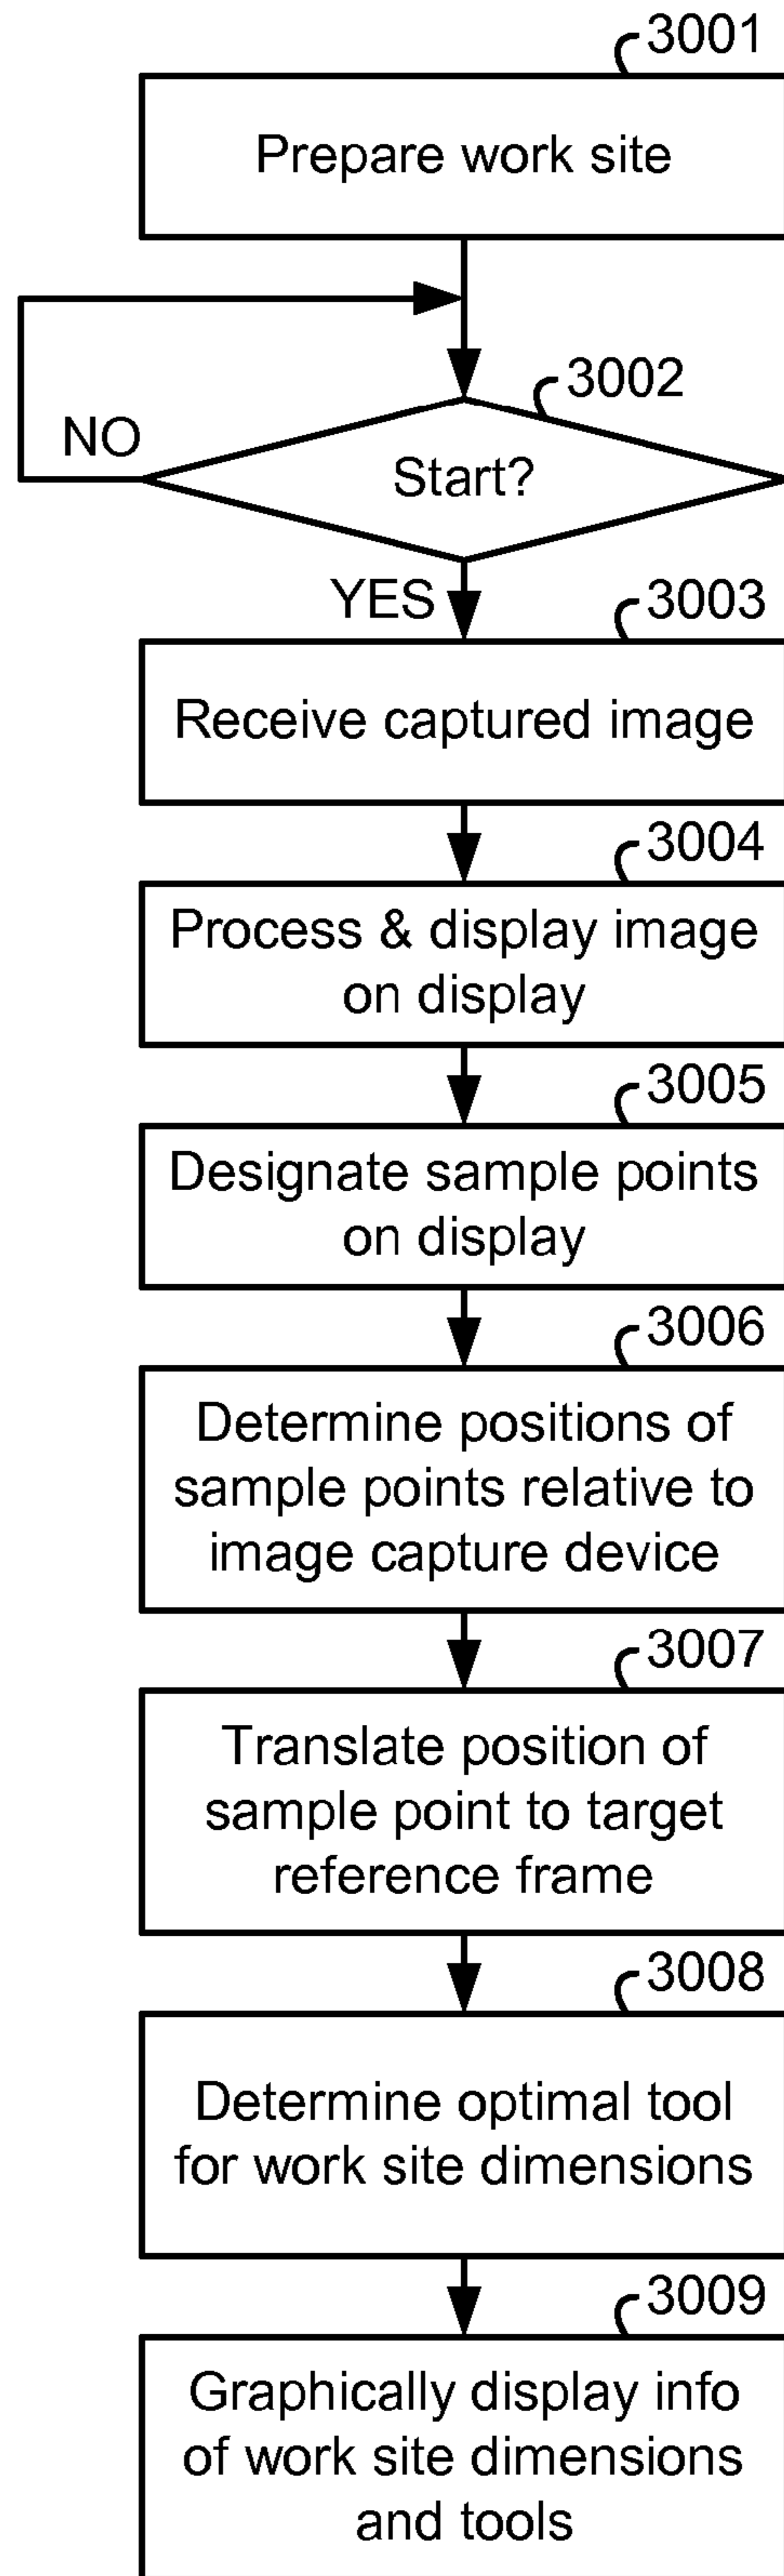 3001
Prepare work site
3002
Start?
NO
YES
3003
Receive captured image
3004
Process & display image
on display
3005
Designate sample points
on display
3006
Determine positions of
sample points relative to
image capture device
3007
Translate position of
sample point to target
reference frame
3008
Determine optimal tool
for work site dimensions
3009
Graphically display info
of work site dimensions
and tools